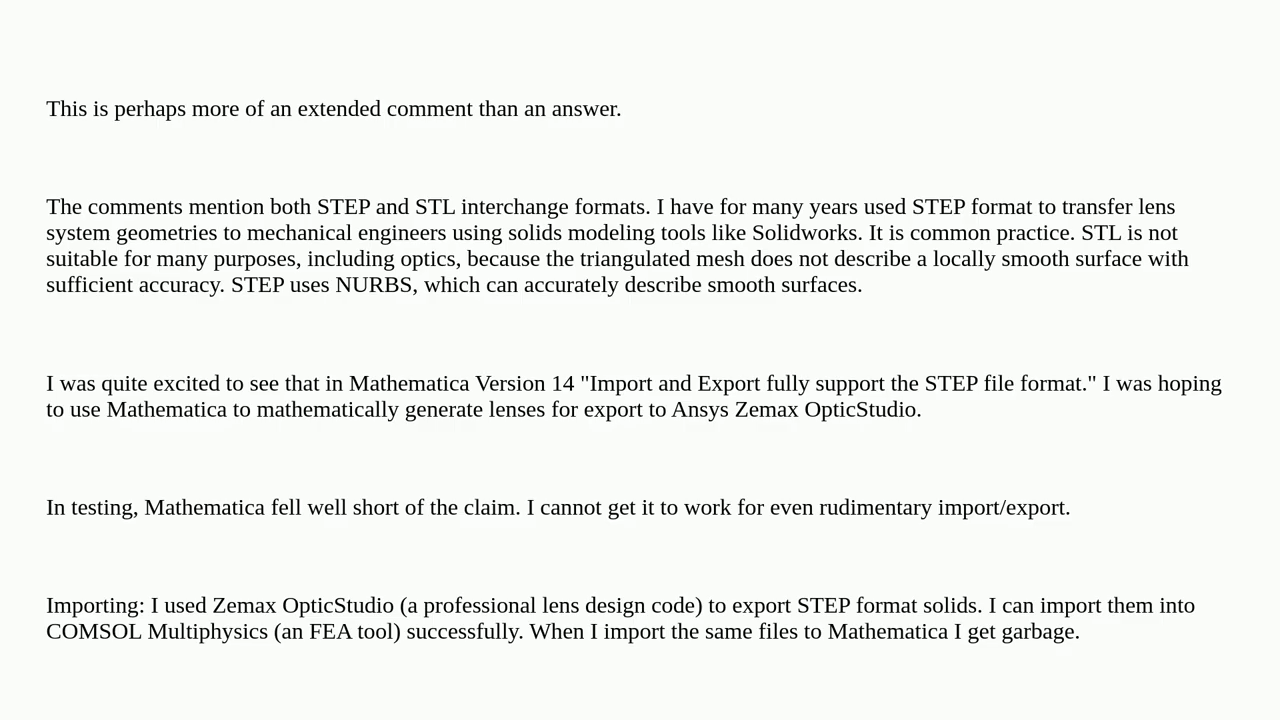 This is perhaps more of an extended comment than an answer.
The comments mention both STEP and STL interchange formats. I have for many years used STEP format to transfer lens
system geometries to mechanical engineers using solids modeling tools like Solidworks. It is common practice. STL is not
suitable for many purposes, including optics, because the triangulated mesh does not describe a locally smooth surface with
sufficient accuracy. STEP uses NURBS, which can accurately describe smooth surfaces.
I was quite excited to see that in Mathematica Version 14 "Import and Export fully support the STEP file format." I was hoping
to use Mathematica to mathematically generate lenses for export to Ansys Zemax OpticStudio.
In testing, Mathematica fell well short of the claim. I cannot get it to work for even rudimentary import/export.
Importing: I used Zemax OpticStudio (a professional lens design code) to export STEP format solids. I can import them into
COMSOL Multiphysics (an FEA tool) successfully. When I import the same files to Mathematica I get garbage.